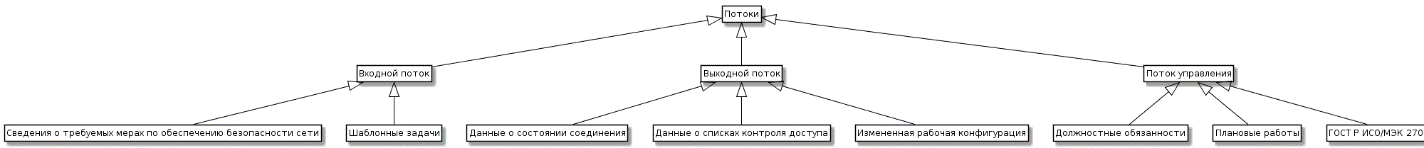 Потоки
Входной поток
Выходной поток
Поток управления
Сведения о требуемых мерах по обеспечению безопасности сети
Шаблонные задачи
Данные о состоянии соединения
Данные о списках контроля доступа
Измененная рабочая конфигурация
Должностные обязанности
Плановые работы
ГОСТ Р ИСО/МЭК 270